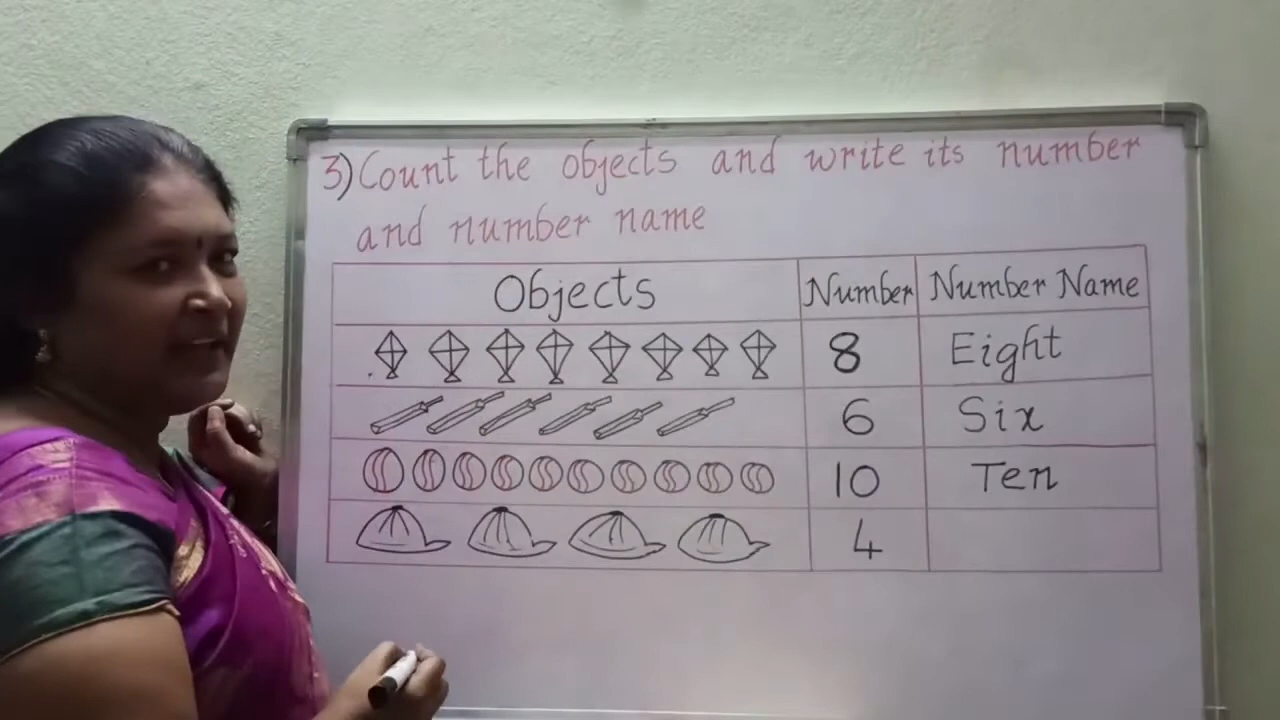 3) Count the objects and write its number
and number name
Objects Number Number Name
8 Eight
6 Six
10 Ten
4